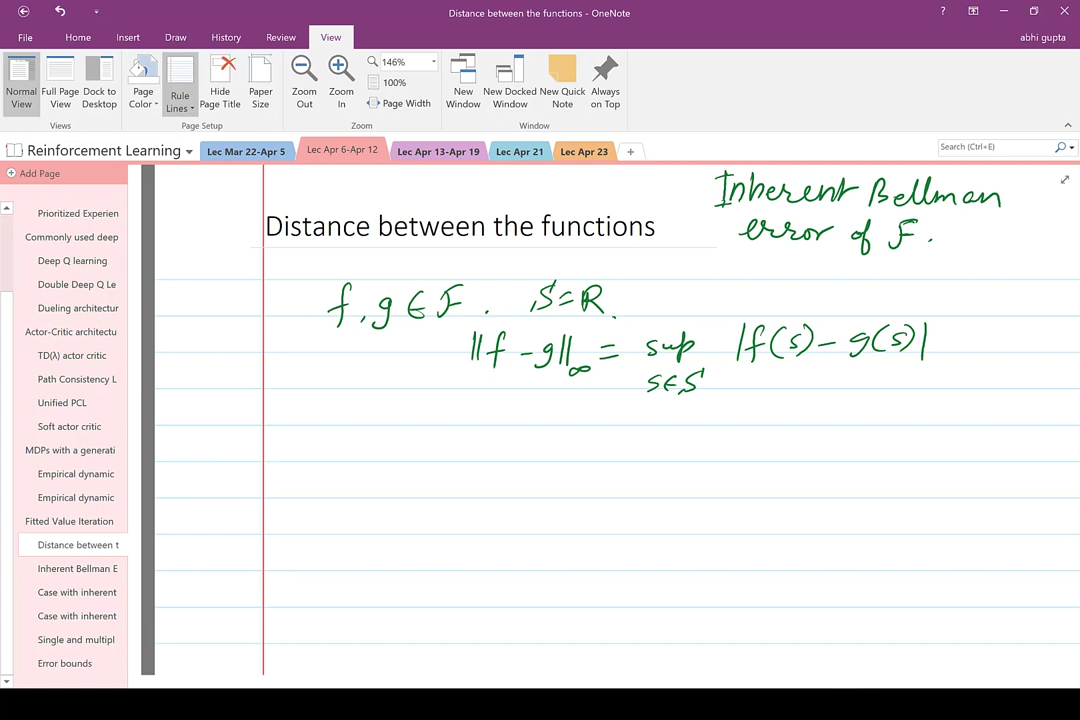 Distance between the functions - OneNote
?
File Home Insert Draw History Review View
abhi gupta
Normal View
Full Page View
Dock to Desktop
Views
Page Color
Rule Lines
Hide Page Title
Paper Size
Page Setup
Zoom Out
Zoom In
146%
100%
Page Width
Zoom
New Window
New Docked Window
New Quick Note
Always on Top
Window
Reinforcement Learning
Lec Mar 22-Apr 5
Lec Apr 6-Apr 12
Lec Apr 13-Apr 19
Lec Apr 21
Lec Apr 23
+
Search (Ctrl+E)
Add Page
Prioritized Experien
Commonly used deep
Deep Q learning
Double Deep Q Le
Dueling architectur
Actor-Critic architectu
TD(λ) actor critic
Path Consistency L
Unified PCL
Soft actor critic
MDPs with a generati
Empirical dynamic
Empirical dynamic
Fitted Value Iteration
Distance between t
Inherent Bellman E
Case with inherent
Case with inherent
Single and multipl
Error bounds
Inherent Bellman
error of F.
Distance between the functions
f, g ∈ F. S = R.
||f - g||∞ = sup |f(s) - g(s)|
s∈S